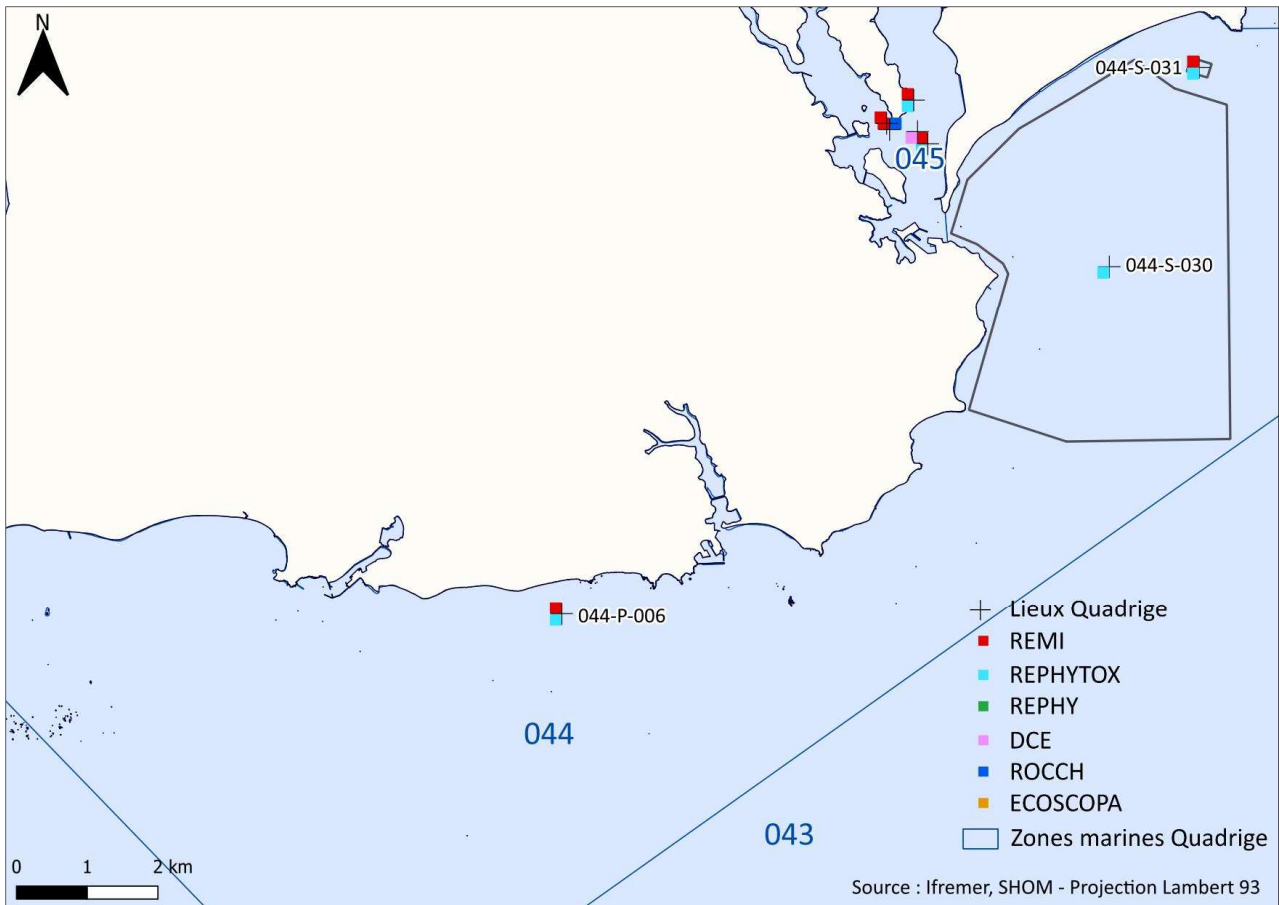 N
044-S-031
045
044-S-030
044-P-006
044
043
Lieux Quadrige
REMI
REPHYTOX
REPHY
DCE
ROCCH
ECOSCOPA
Zones marines Quadrige
0 1 2 km
Source : Ifremer, SHOM - Projection Lambert 93